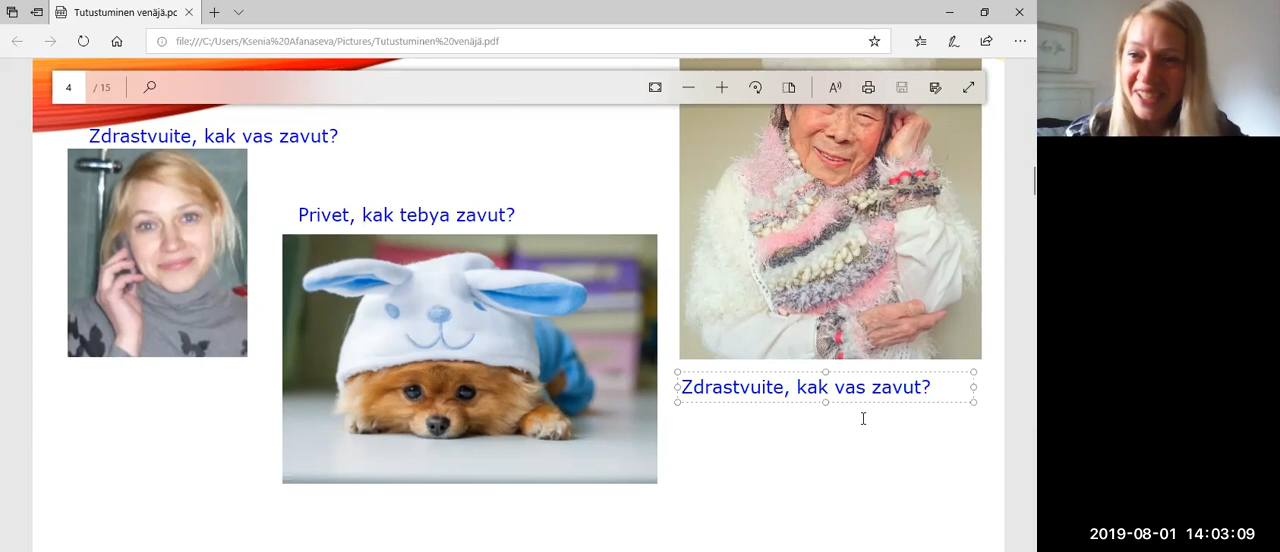 Tutustuminen venäjä.pc
file:///C:/Users/Ksenia%20Afanaseva/Pictures/Tutustuminen%20venäjä.pdf
4 / 15
Zdrastvuite, kak vas zavut?
Privet, kak tebya zavut?
Zdrastvuite, kak vas zavut?
2019-08-01 14:03:09